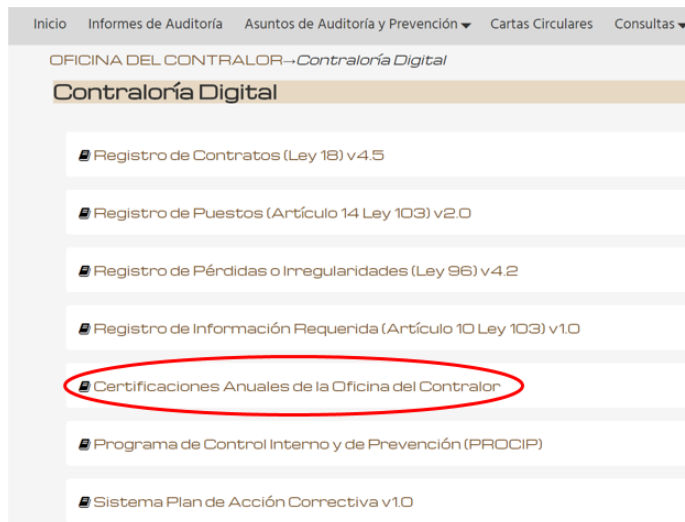 Inicio Informes de Auditoría Asuntos de Auditoría y Prevención Cartas Circulares Consultas
OFICINA DEL CONTRALOR→Contraloría Digital
Contraloría Digital
Registro de Contratos (Ley 18) v4.5
Registro de Puestos (Artículo 14 Ley 103) v2.0
Registro de Pérdidas o Irregularidades (Ley 96) v4.2
Registro de Información Requerida (Artículo 10 Ley 103) v1.0
Certificaciones Anuales de la Oficina del Contralor
Programa de Control Interno y de Prevención (PROCIP)
Sistema Plan de Acción Correctiva v1.0